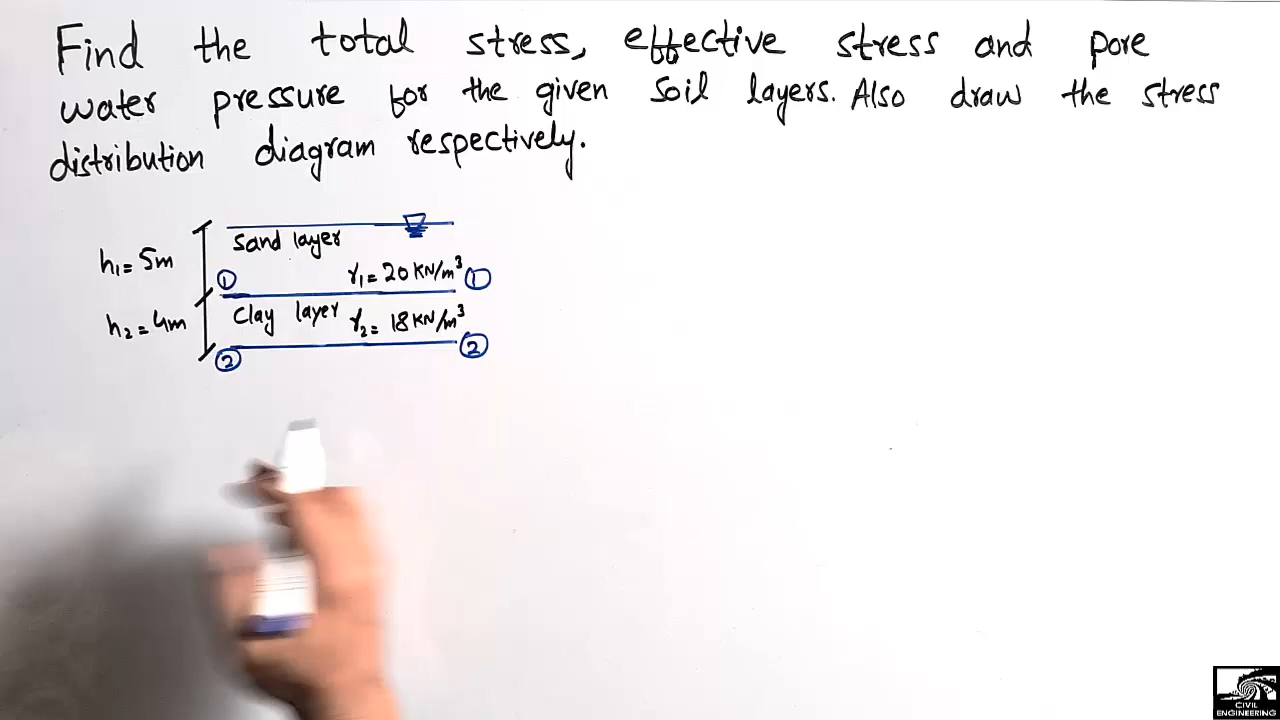 Find the total stress, effective stress and pore
water pressure for the given soil layers. Also draw the stress
distribution diagram respectively.
h₁ = 5m
Sand layer
① γ₁ = 20 KN/m³ ①
h₂ = 4m
Clay layer γ₂ = 18 KN/m³
② ②
CIVIL
ENGINEERING